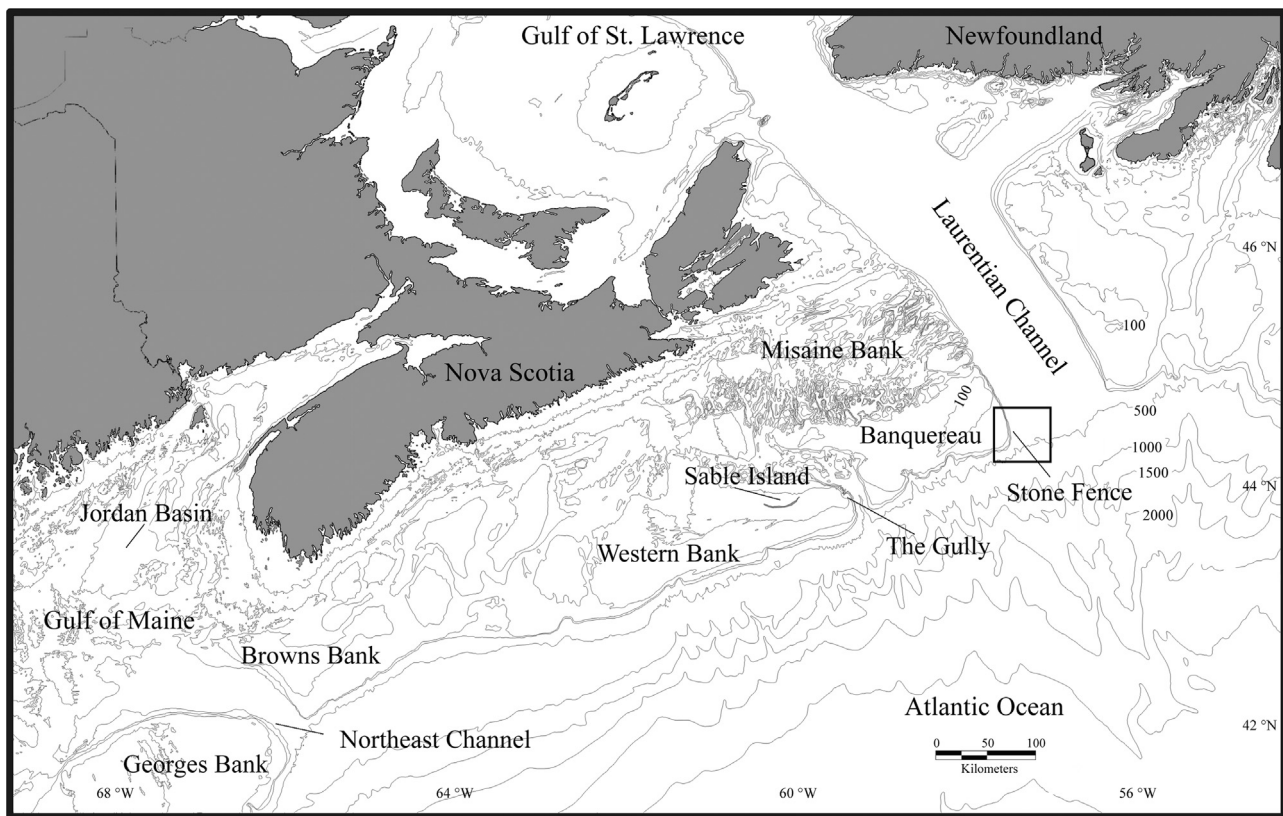 Gulf of St. Lawrence
Newfoundland
Laurentian Channel
46 °N
100
Misaine Bank
Nova Scotia
100
500
Banquereau
1000
Sable Island
1500
Stone Fence
44 °N
2000
Jordan Basin
The Gully
Western Bank
Gulf of Maine
Browns Bank
Atlantic Ocean
42 °N
Northeast Channel
0 50 100
Kilometers
Georges Bank
68 °W
64 °W
60 °W
56 °W